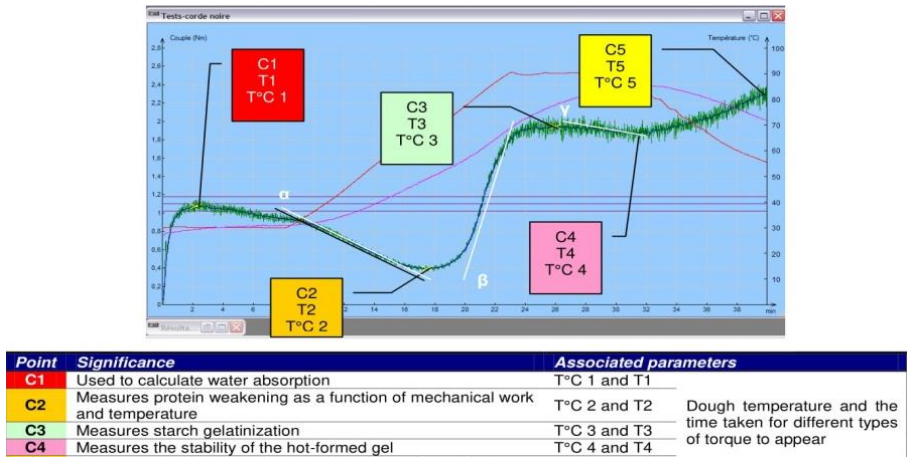 Tests-corde noire
Couple (Nm)
Température (°C)
2,8
2,4
2,2
2
1,8
1,6
1,4
1,2
1
0,8
0,6
0,4
0,2
0
100
90
80
70
60
50
40
30
20
10
C1
T1
T°C 1
C3
T3
T°C 3
C5
T5
T°C 5
α
γ
β
C4
T4
T°C 4
C2
T2
T°C 2
2 4 6 14 16 18 20 22 24 26 28 30 32 34 36 38
min
Point Significance Associated parameters
C1 Used to calculate water absorption T°C 1 and T1
C2 Measures protein weakening as a function of mechanical work
and temperature
T°C 2 and T2
C3 Measures starch gelatinization T°C 3 and T3
C4 Measures the stability of the hot-formed gel T°C 4 and T4
Dough temperature and the
time taken for different types
of torque to appear